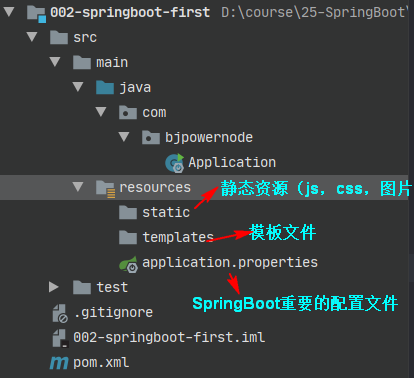 002-springboot-first D:\course\25-SpringBoot\
src
main
java
com
bjpowernode
Application
resources 静态资源（js，css，图片
static
templates 模板文件
application.properties
test SpringBoot重要的配置文件
.gitignore
002-springboot-first.iml
pom.xml